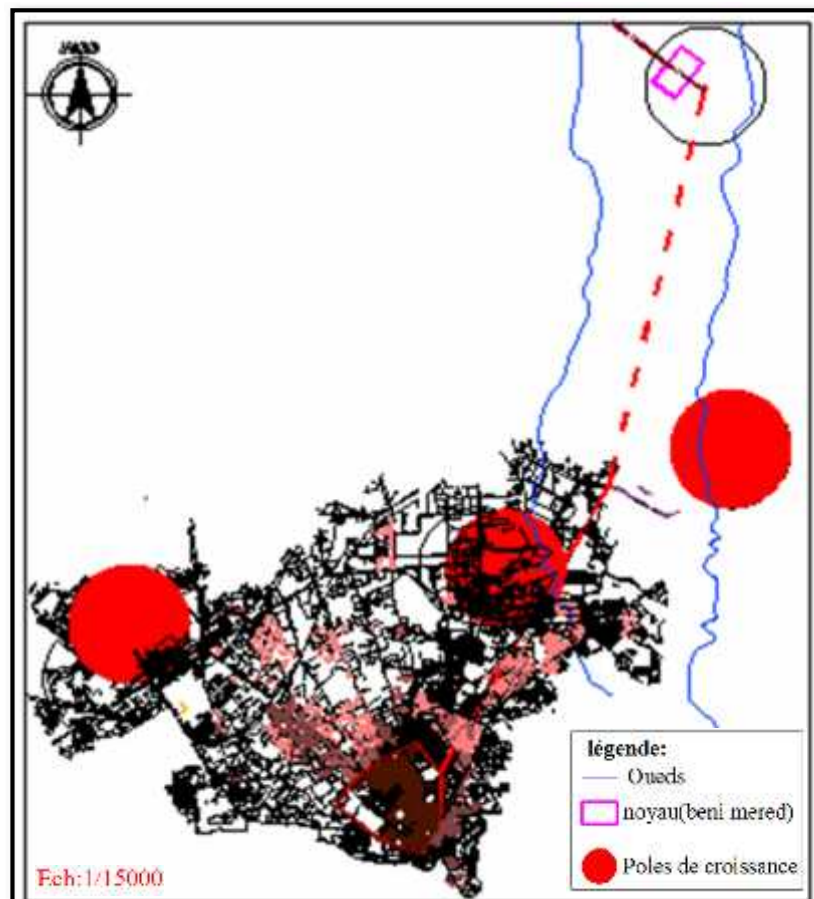 légende:
Oueds
noyau(beni mered)
Poles de croissance
Ech:1/15000